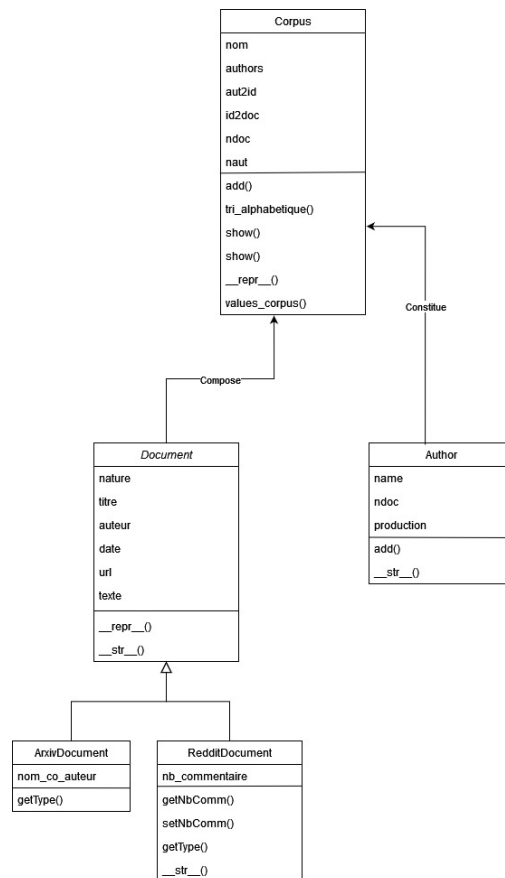 Corpus
nom
authors
aut2id
id2doc
ndoc
naut
add()
tri_alphabetique()
show()
show()
__repr__()
values_corpus()
Constitue
Compose
Document
nature
titre
auteur
date
url
texte
__repr__()
__str__()
Author
name
ndoc
production
add()
__str__()
ArxivDocument
nom_co_auteur
getType()
RedditDocument
nb_commentaire
getNbComm()
setNbComm()
getType()
__str__()